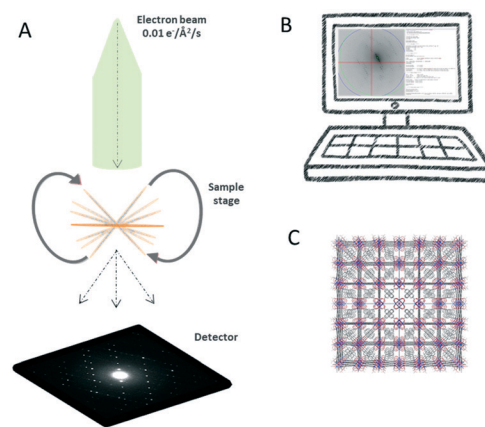 A
Electron beam
0.01 e⁻/Å²/s
Sample
stage
Detector
B
C